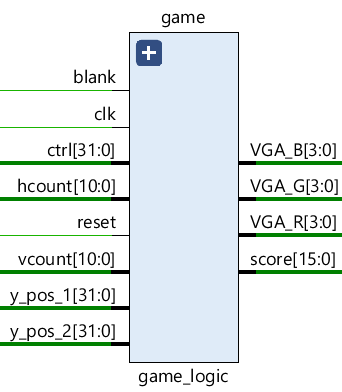 game
blank
clk
ctrl[31:0]
hcount[10:0]
reset
vcount[10:0]
y_pos_1[31:0]
y_pos_2[31:0]
VGA_B[3:0]
VGA_G[3:0]
VGA_R[3:0]
score[15:0]
game_logic